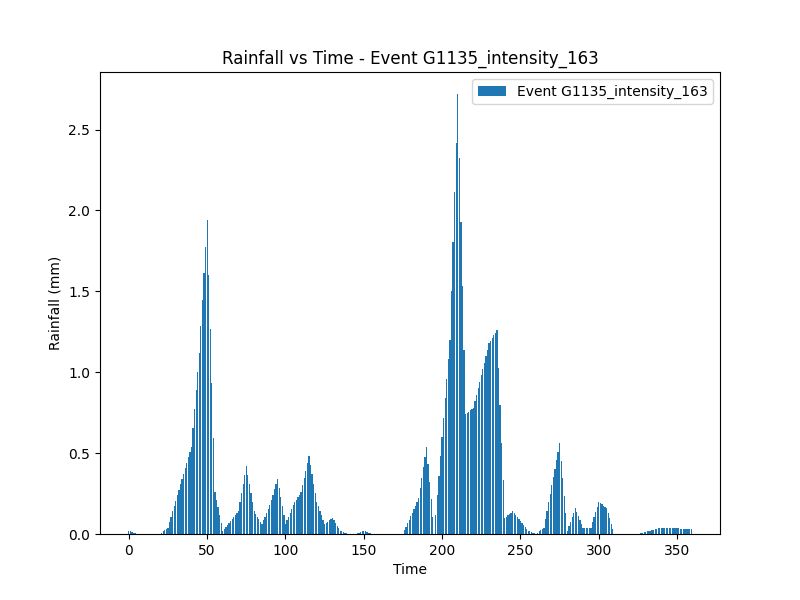 Rainfall vs Time - Event G1135_intensity_163
Event G1135_intensity_163
Rainfall (mm)
2.5
2.0
1.5
1.0
0.5
0.0
0 50 100 150 200 250 300 350
Time